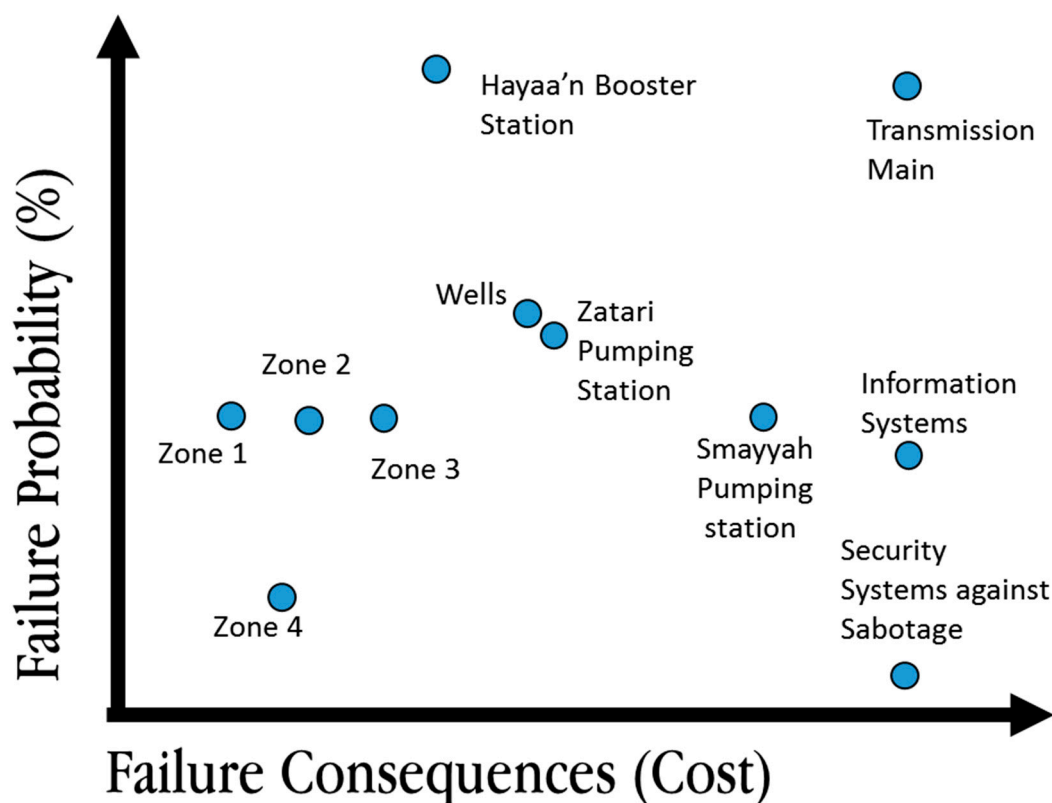 Failure Probability (%)
Hayaa'n Booster
Station
Transmission
Main
Wells
Zatari
Pumping
Station
Zone 2
Zone 1
Zone 3
Information
Systems
Smayyah
Pumping
station
Security
Systems against
Sabotage
Zone 4
Failure Consequences (Cost)